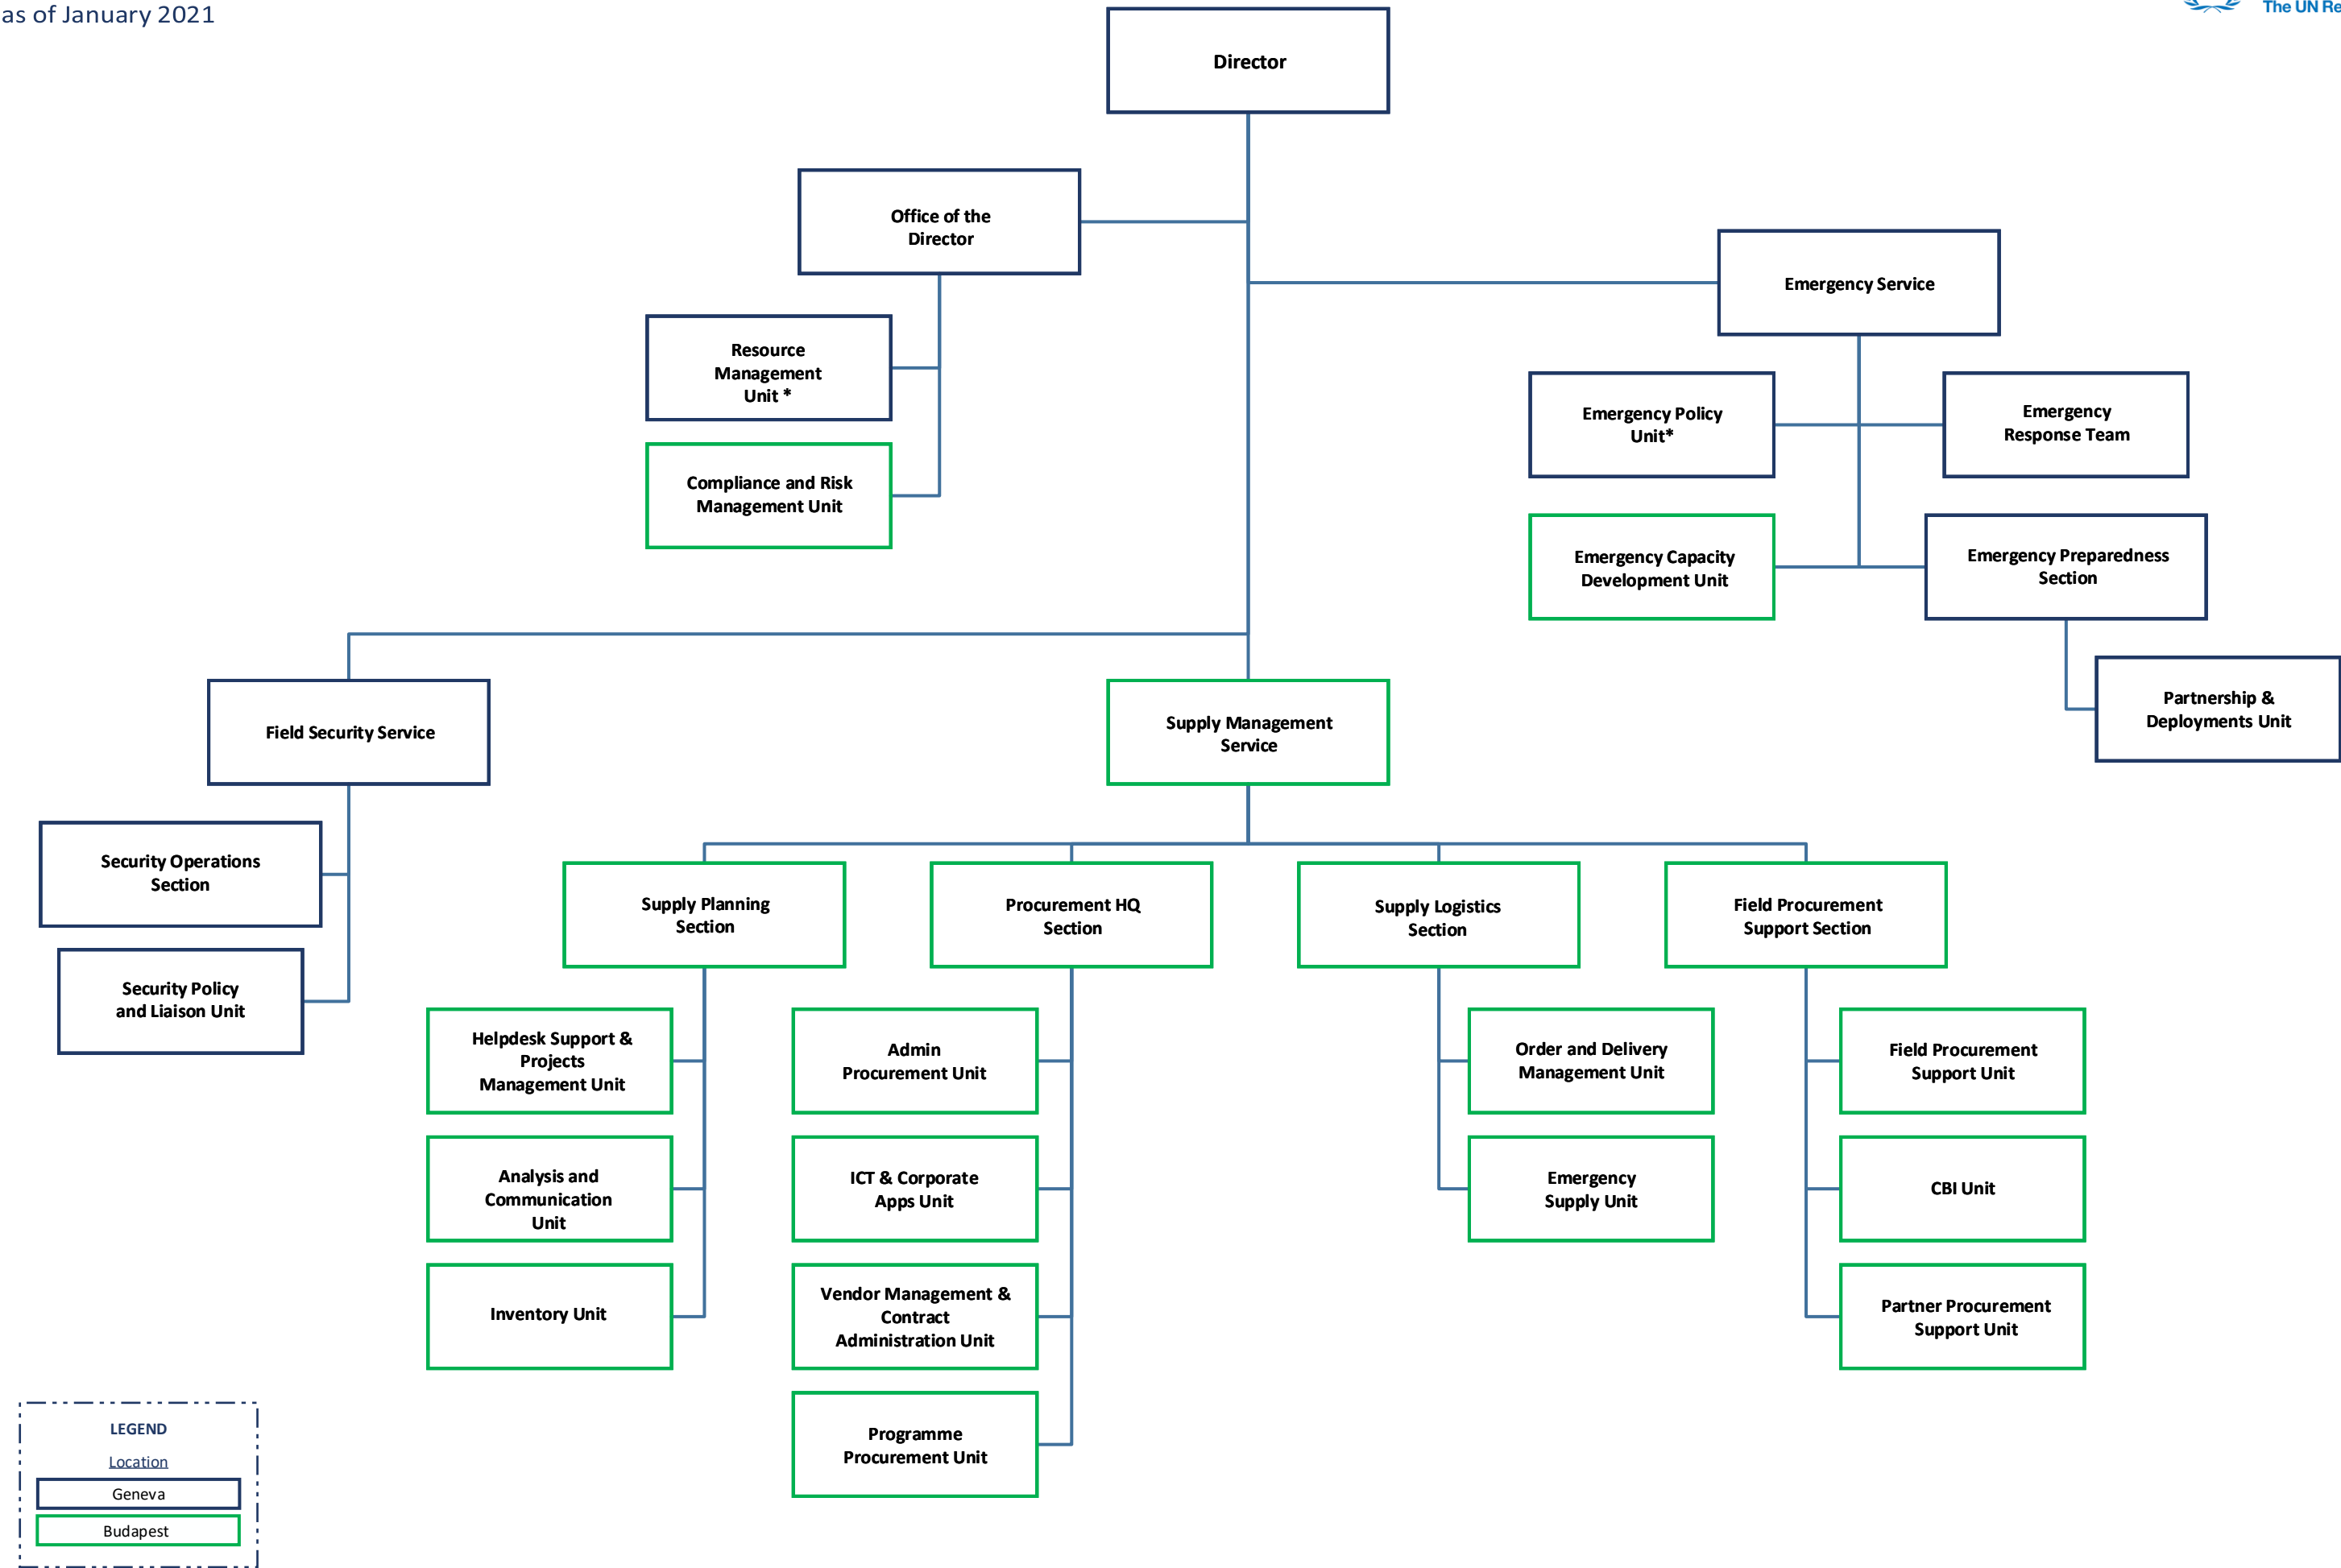 as of January 2021
The UN Re
Director
Office of the
Director
Emergency Service
Resource
Management
Unit *
Compliance and Risk
Management Unit
Emergency Policy
Unit*
Emergency
Response Team
Emergency Capacity
Development Unit
Emergency Preparedness
Section
Partnership &
Deployments Unit
Field Security Service
Supply Management
Service
Security Operations
Section
Security Policy
and Liaison Unit
Supply Planning
Section
Procurement HQ
Section
Supply Logistics
Section
Field Procurement
Support Section
Helpdesk Support &
Projects
Management Unit
Admin
Procurement Unit
Order and Delivery
Management Unit
Field Procurement
Support Unit
Analysis and
Communication
Unit
ICT & Corporate
Apps Unit
Emergency
Supply Unit
CBI Unit
Inventory Unit
Vendor Management &
Contract
Administration Unit
Partner Procurement
Support Unit
Programme
Procurement Unit
LEGEND
Location
Geneva
Budapest